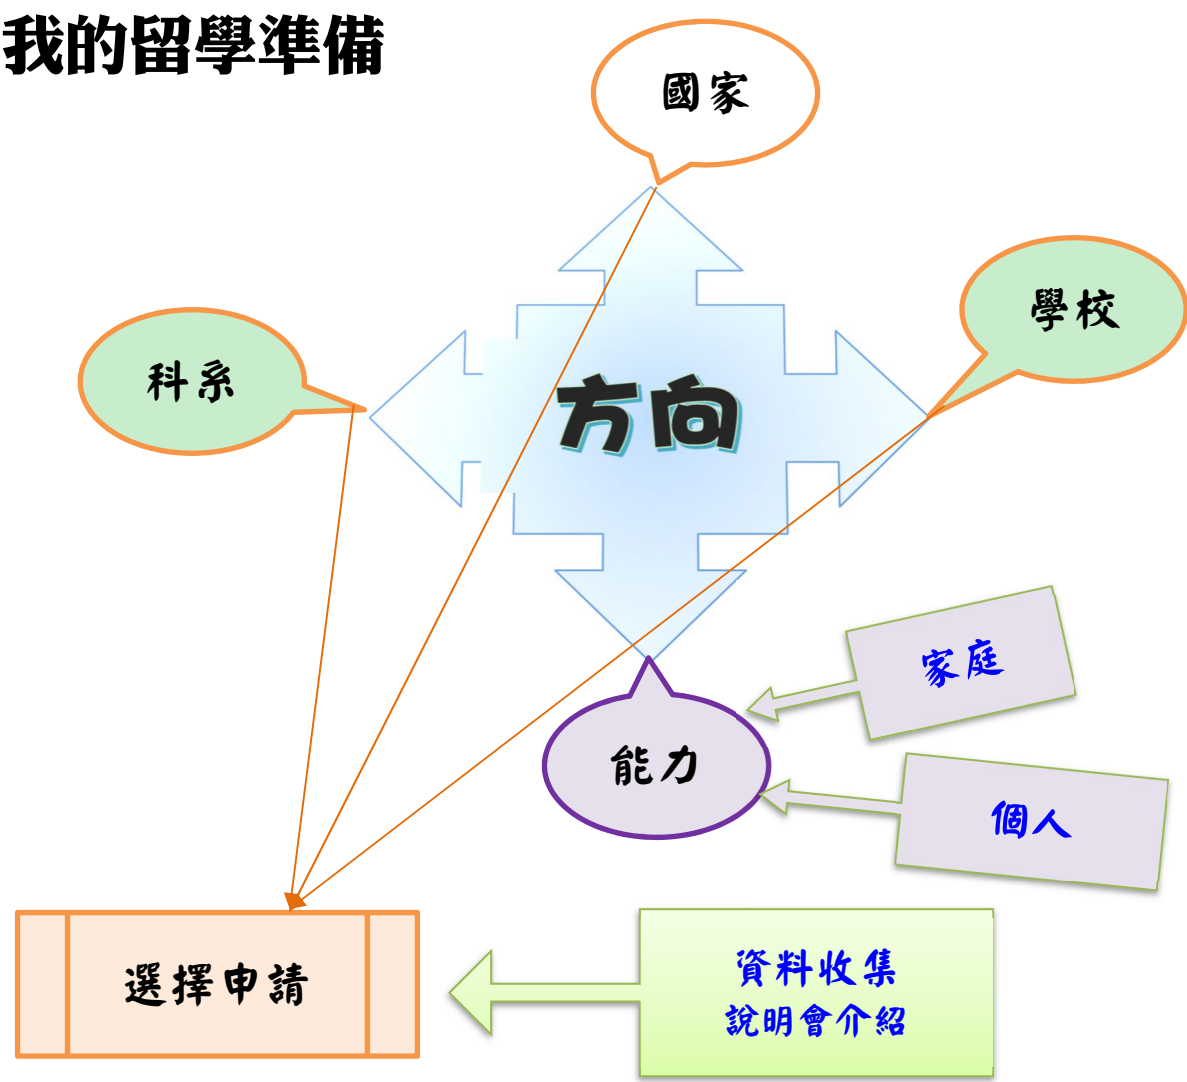 我的留學準備
國家
學校
科系
方向
家庭
能力
個人
資料收集
選擇申請
說明會介紹